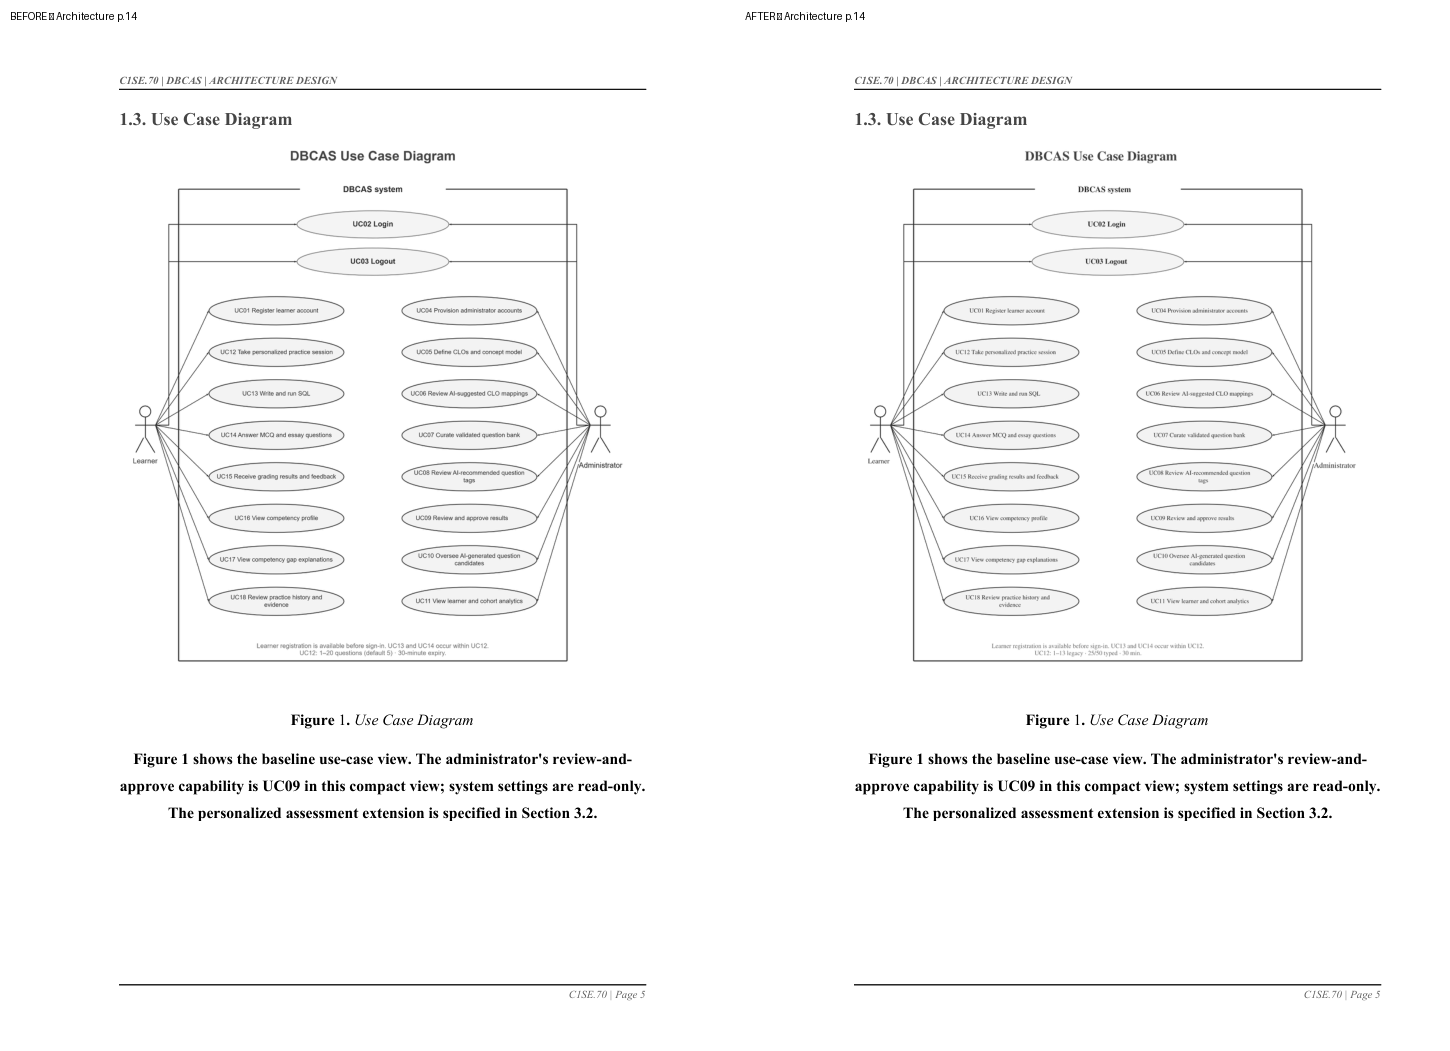 BEFORE Architecture p.14
C1SE.70 | DBCAS | ARCHITECTURE DESIGN
1.3. Use Case Diagram
DBCAS Use Case Diagram
DBCAS system
UC02 Login
UC03 Logout
UC01 Register learner account
UC04 Provision administrator accounts
UC12 Take personalized practice session
UC05 Define CLOs and concept model
UC13 Write and run SQL
UC06 Review AI-suggested CLO mappings
UC14 Answer MCQ and essay questions
UC07 Curate validated question bank
Learner
Administrator
UC15 Receive grading results and feedback
UC08 Review AI-recommended question
tags
UC16 View competency profile
UC09 Review and approve results
UC17 View competency gap explanations
UC10 Oversee AI-generated question
candidates
UC18 Review practice history and
evidence
UC11 View learner and cohort analytics
Learner registration is available before sign-in. UC13 and UC14 occur within UC12.
UC12: 1–20 questions (default 5) · 30-minute expiry.
Figure 1. Use Case Diagram
Figure 1 shows the baseline use-case view. The administrator's review-and-
approve capability is UC09 in this compact view; system settings are read-only.
The personalized assessment extension is specified in Section 3.2.
C1SE.70 | Page 5
AFTER Architecture p.14
C1SE.70 | DBCAS | ARCHITECTURE DESIGN
1.3. Use Case Diagram
DBCAS Use Case Diagram
DBCAS system
UC02 Login
UC03 Logout
UC01 Register learner account
UC04 Provision administrator accounts
UC12 Take personalized practice session
UC05 Define CLOs and concept model
UC13 Write and run SQL
UC06 Review AI-suggested CLO mappings
UC14 Answer MCQ and essay questions
UC07 Curate validated question bank
Learner
Administrator
UC15 Receive grading results and feedback
UC08 Review AI-recommended question
tags
UC16 View competency profile
UC09 Review and approve results
UC17 View competency gap explanations
UC10 Oversee AI-generated question
candidates
UC18 Review practice history and
evidence
UC11 View learner and cohort analytics
Learner registration is available before sign-in. UC13 and UC14 occur within UC12.
UC12: 1–13 legacy · 25/50 typed · 30 min.
Figure 1. Use Case Diagram
Figure 1 shows the baseline use-case view. The administrator's review-and-
approve capability is UC09 in this compact view; system settings are read-only.
The personalized assessment extension is specified in Section 3.2.
C1SE.70 | Page 5